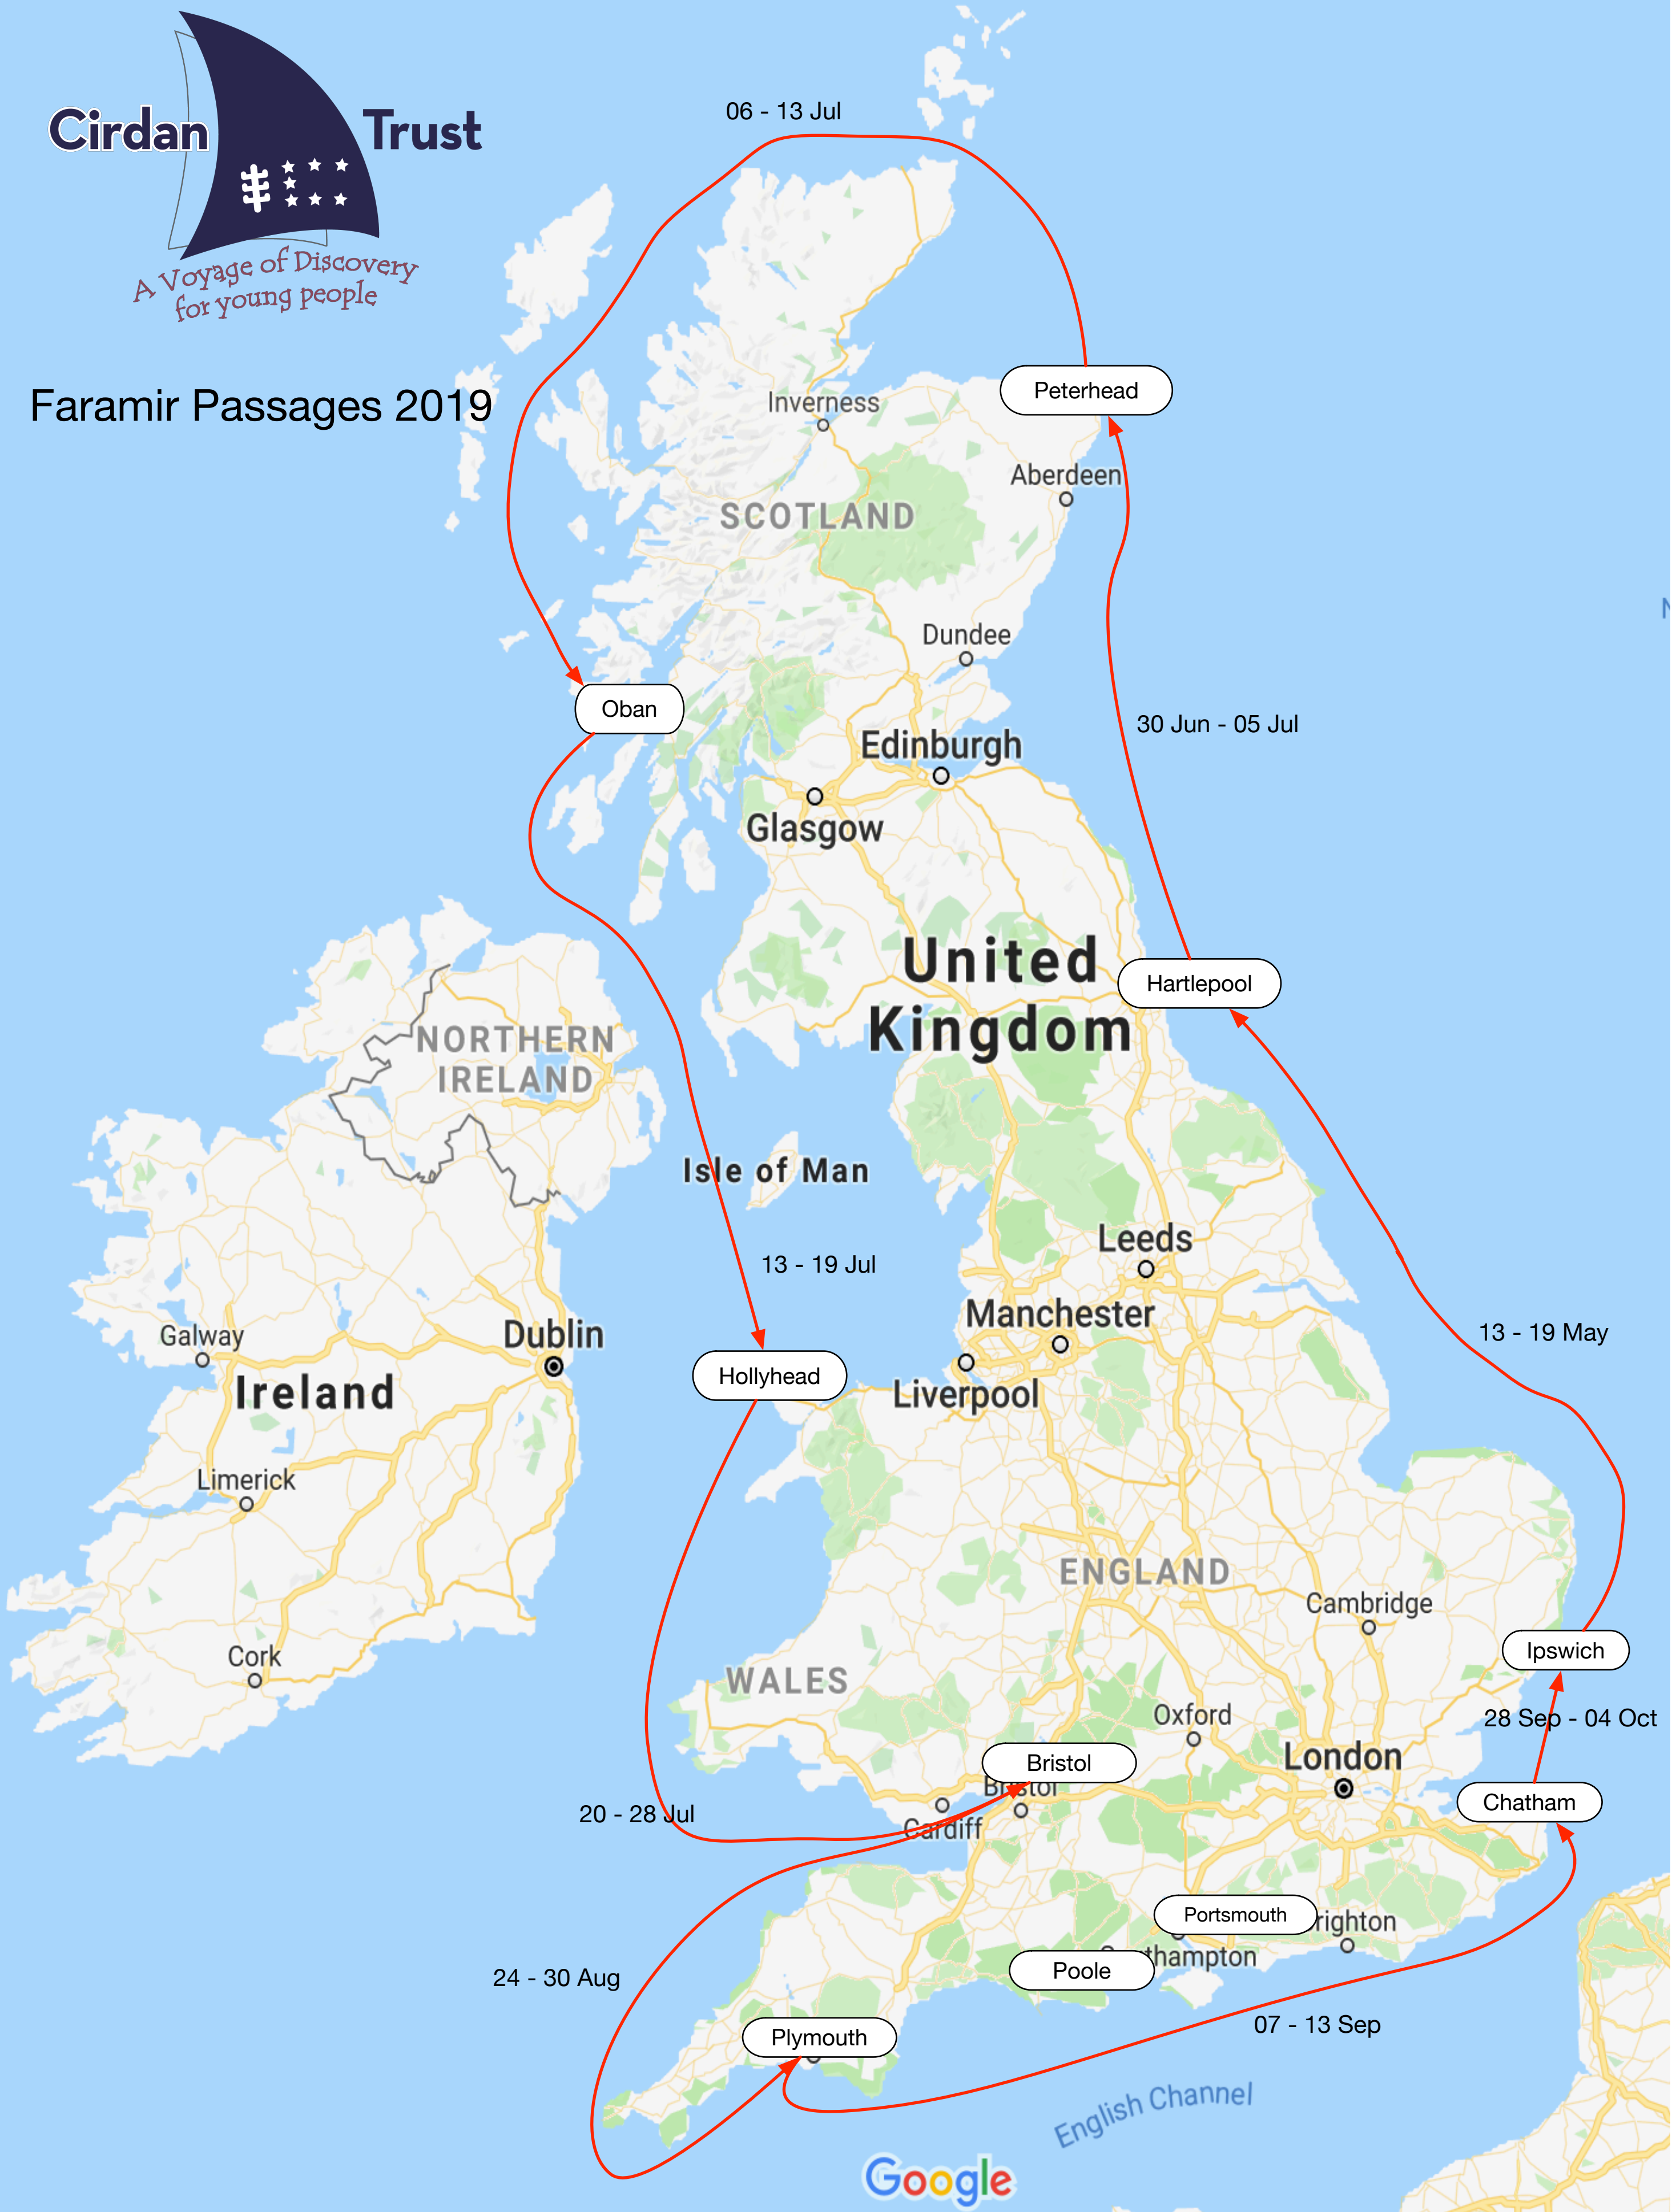 Cirdan Trust
A Voyage of Discovery
for young people
Faramir Passages 2019
06 - 13 Jul
Peterhead
Inverness
Aberdeen
SCOTLAND
Dundee
Oban
30 Jun - 05 Jul
Edinburgh
Glasgow
United
Kingdom
Hartlepool
NORTHERN
IRELAND
Isle of Man
Leeds
13 - 19 Jul
Manchester
13 - 19 May
Galway
Dublin
Hollyhead
Liverpool
Ireland
Limerick
ENGLAND
Cambridge
Cork
Ipswich
WALES
Oxford
28 Sep - 04 Oct
London
Bristol
Bristol
Chatham
20 - 28 Jul
Cardiff
Portsmouth
righton
thampton
Poole
24 - 30 Aug
07 - 13 Sep
Plymouth
English Channel
Google
N